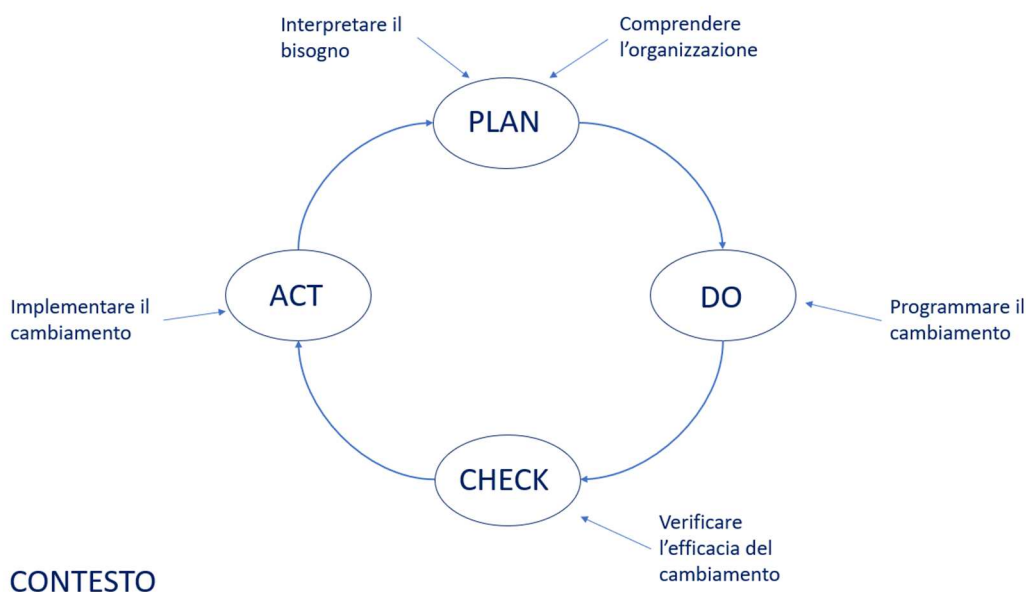 Interpretare il
bisogno
Comprendere
l’organizzazione
PLAN
ACT
DO
Implementare il
cambiamento
Programmare il
cambiamento
CHECK
Verificare
l’efficacia del
cambiamento
CONTESTO